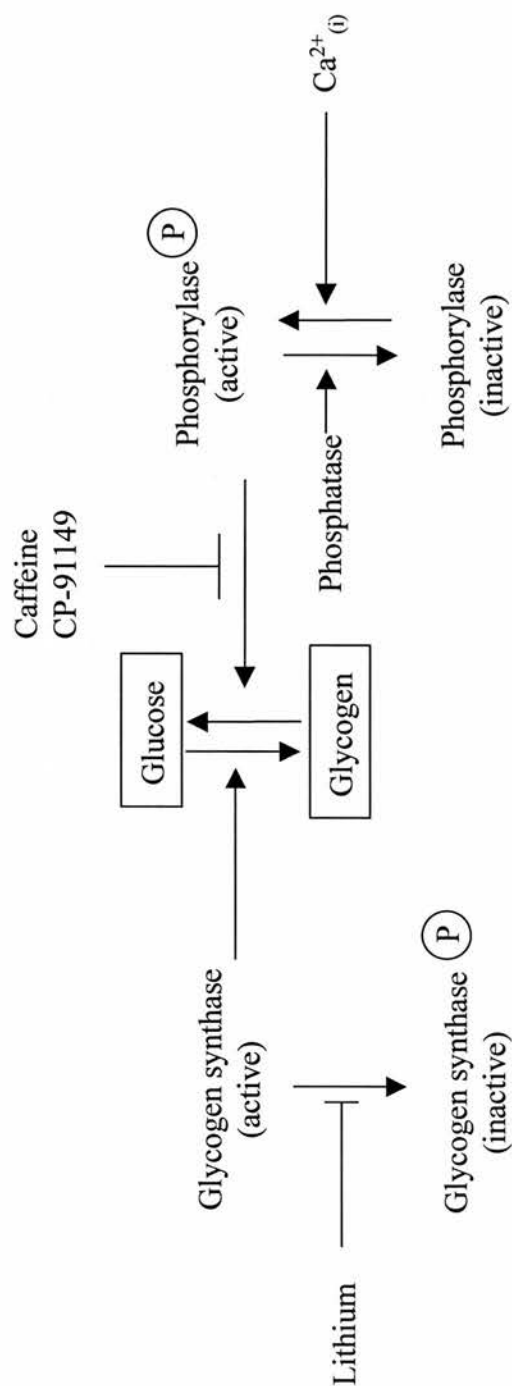 Caffeine
CP-91149
Glucose
Phosphorylase P
(active)
Glycogen synthase
(active)
Phosphatase
Ca²⁺(i)
Glycogen
Lithium
Glycogen synthase P
(inactive)
Phosphorylase
(inactive)